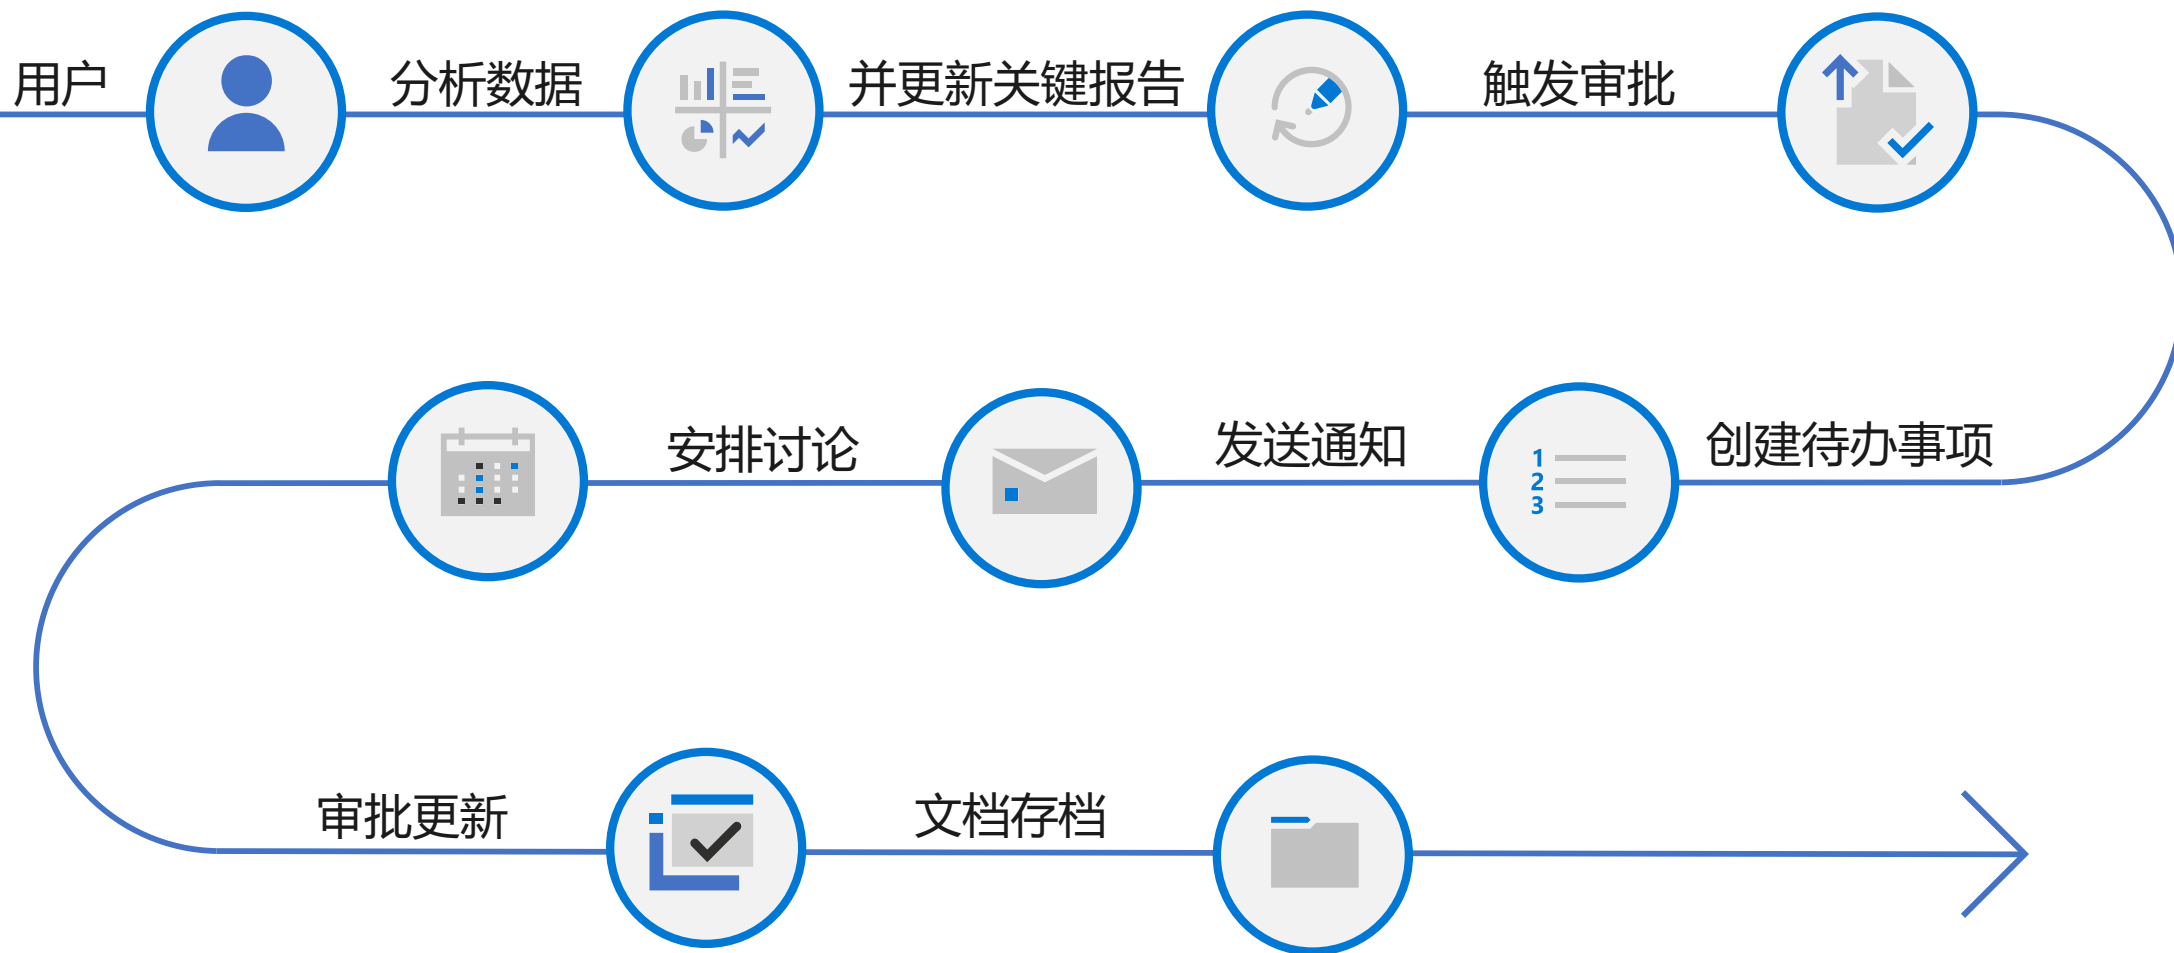 用户
分析数据
并更新关键报告
触发审批
创建待办事项
1
2
3
发送通知
安排讨论
审批更新
文档存档